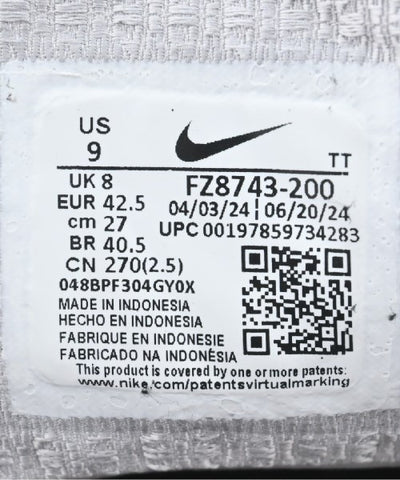 US
9
TT
UK 8
EUR 42.5
cm 27
BR 40.5
CN 270(2.5)
FZ8743-200
04/03/24 | 06/20/24
UPC 00197859734283
048BPF304GY0X
MADE IN INDONESIA
HECHO EN INDONESIA
FABRIQUE EN INDONESIE
FABRICADO NA INDONÉSIA
This product is covered by one or more patents:
www.nike.com/patentsvirtualmarking